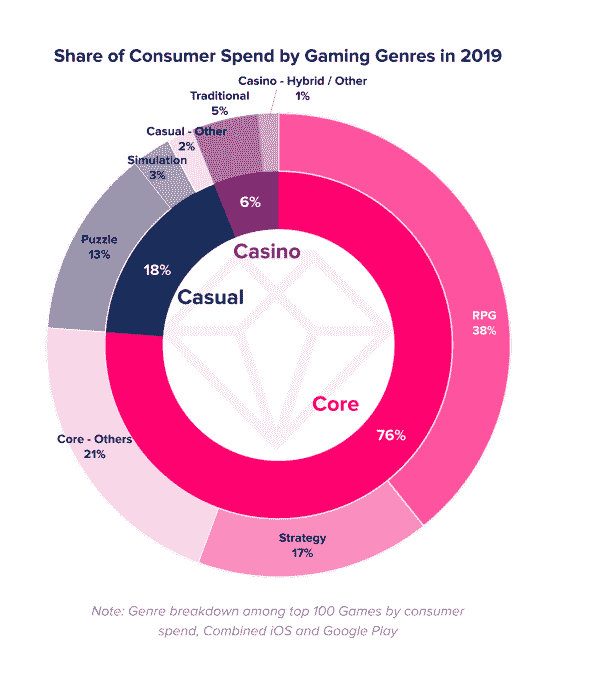 Share of Consumer Spend by Gaming Genres in 2019
Casino - Hybrid / Other
1%
Traditional
5%
Casual - Other
2%
Simulation
3%
Puzzle
13%
6%
Casino
18%
Casual
RPG
38%
Core
76%
Core - Others
21%
Strategy
17%
Note: Genre breakdown among top 100 Games by consumer
spend, Combined iOS and Google Play